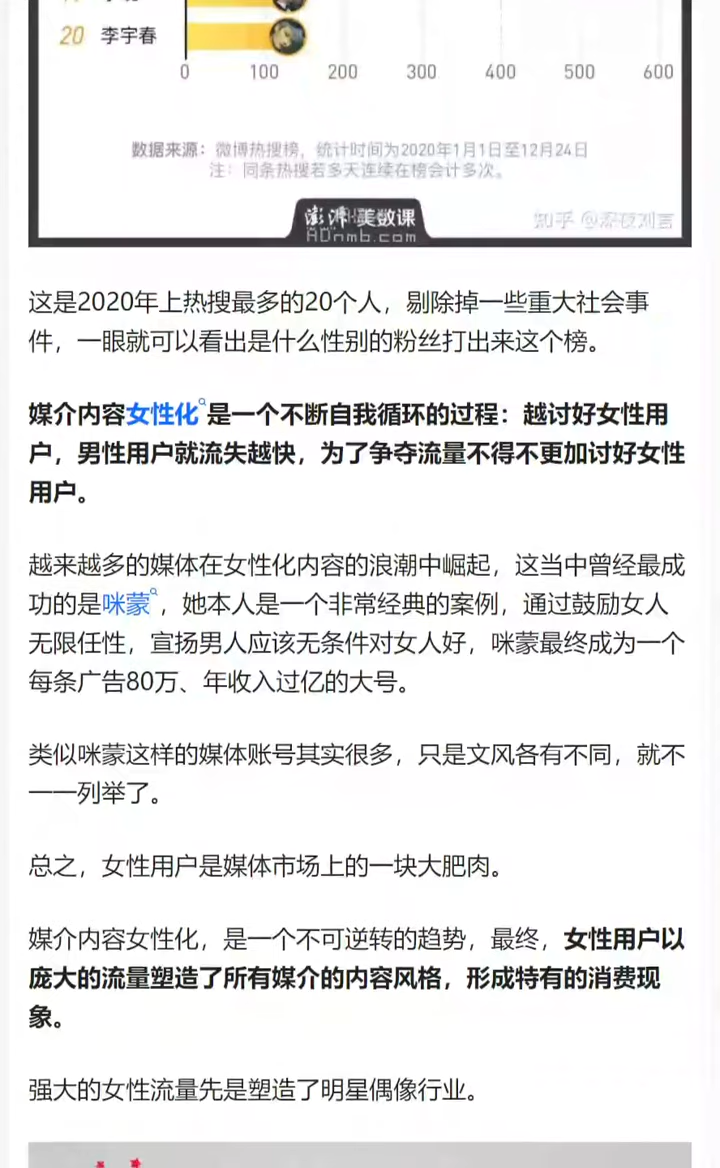 20 李宇春
0 100 200 300 400 500 600
数据来源：微博热搜榜，统计时间为2020年1月1日至12月24日
注：同条热搜若多天连续在榜会计多次。
澎湃美数课
知乎 @深夜刘言
这是2020年上热搜最多的20个人，剔除掉一些重大社会事
件，一眼就可以看出是什么性别的粉丝打出来这个榜。
媒介内容女性化是一个不断自我循环的过程：越讨好女性用
户，男性用户就流失越快，为了争夺流量不得不更加讨好女性
用户。
越来越多的媒体在女性化内容的浪潮中崛起，这当中曾经最成
功的是咪蒙，她本人是一个非常经典的案例，通过鼓励女人
无限任性，宣扬男人应该无条件对女人好，咪蒙最终成为一个
每条广告80万、年收入过亿的大号。
类似咪蒙这样的媒体账号其实很多，只是文风各有不同，就不
一一列举了。
总之，女性用户是媒体市场上的一块大肥肉。
媒介内容女性化，是一个不可逆转的趋势，最终，女性用户以
庞大的流量塑造了所有媒介的内容风格，形成特有的消费现
象。
强大的女性流量先是塑造了明星偶像行业。